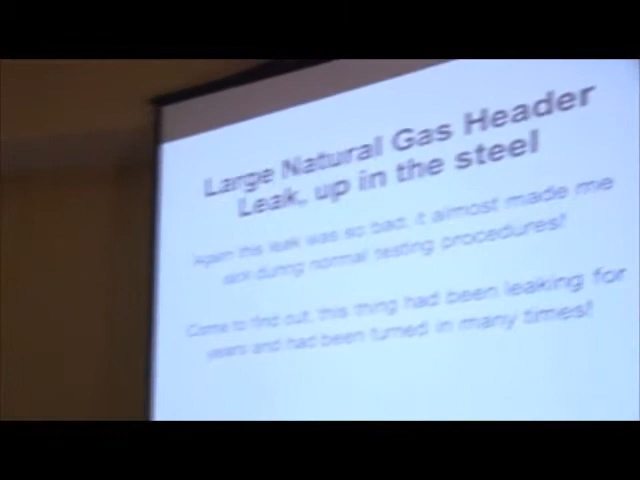 Large Natural Gas Header
Leak, up in the steel
Again this leak was so bad, it almost made me
sick during normal testing procedures!
Come to find out, this thing had been leaking for
years and had been turned in many times!